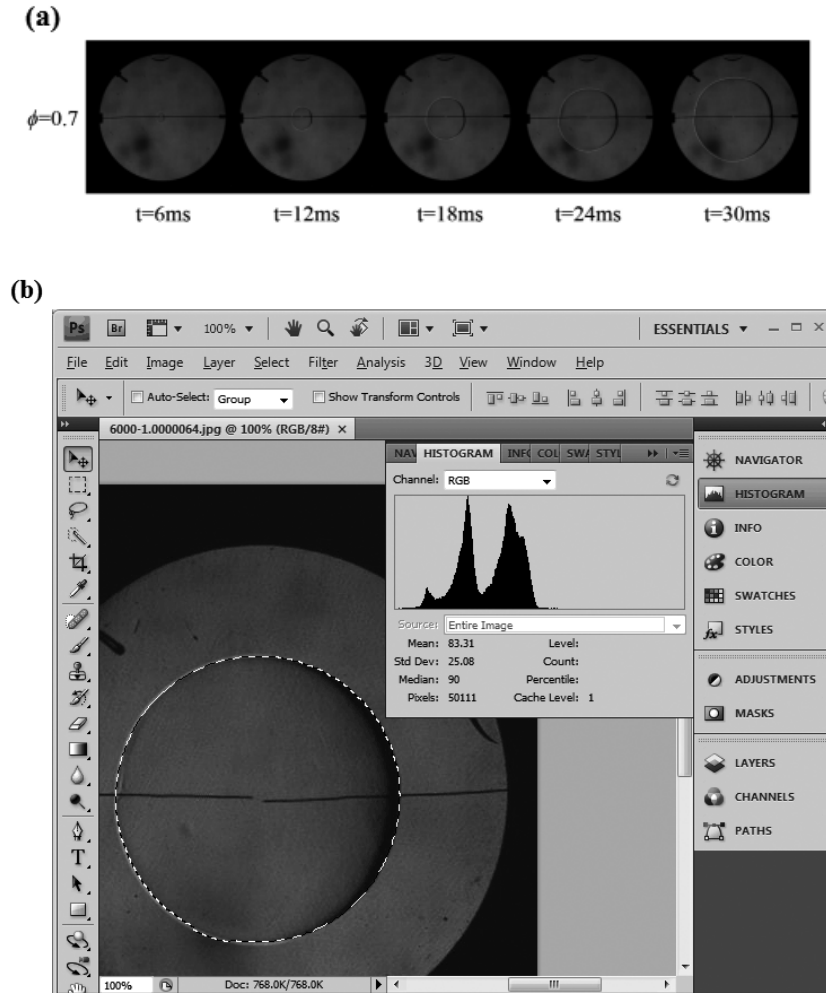 (a)
ϕ=0.7
t=6ms t=12ms t=18ms t=24ms t=30ms
(b)
Ps Br 100% ESSENTIALS
File Edit Image Layer Select Filter Analysis 3D View Window Help
Auto-Select: Group Show Transform Controls
6000-1.0000064.jpg @ 100% (RGB/8#) ×
NAV HISTOGRAM INFO COL SWA STYL
Channel: RGB
Source: Entire Image
Mean: 83.31 Level:
Std Dev: 25.08 Count:
Median: 90 Percentile:
Pixels: 50111 Cache Level: 1
NAVIGATOR
HISTOGRAM
INFO
COLOR
SWATCHES
STYLES
ADJUSTMENTS
MASKS
LAYERS
CHANNELS
PATHS
T
100% Doc: 768.0K/768.0K